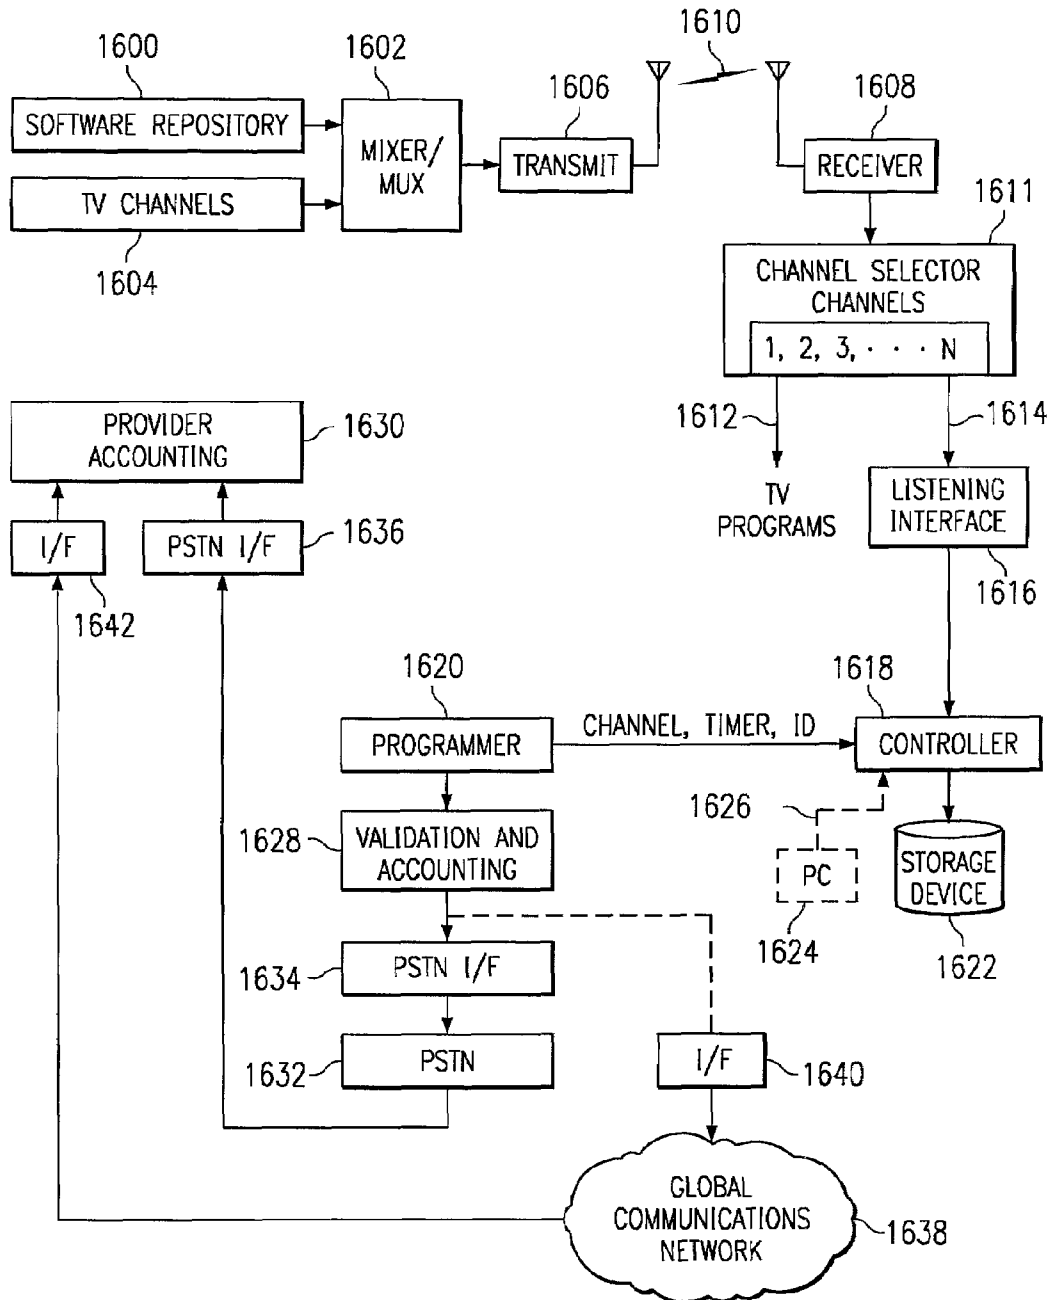 1600
1602
1610
1606
1608
SOFTWARE REPOSITORY
MIXER/
MUX
TRANSMIT
RECEIVER
TV CHANNELS
1604
1611
CHANNEL SELECTOR
CHANNELS
1, 2, 3, · · · N
1612
1614
PROVIDER
ACCOUNTING
1630
TV
PROGRAMS
LISTENING
INTERFACE
I/F
PSTN I/F
1636
1642
1616
1620
1618
PROGRAMMER
CHANNEL, TIMER, ID
CONTROLLER
1626
1628
VALIDATION AND
ACCOUNTING
PC
STORAGE
DEVICE
1624
1622
1634
PSTN I/F
1632
PSTN
I/F
1640
GLOBAL
COMMUNICATIONS
NETWORK
1638